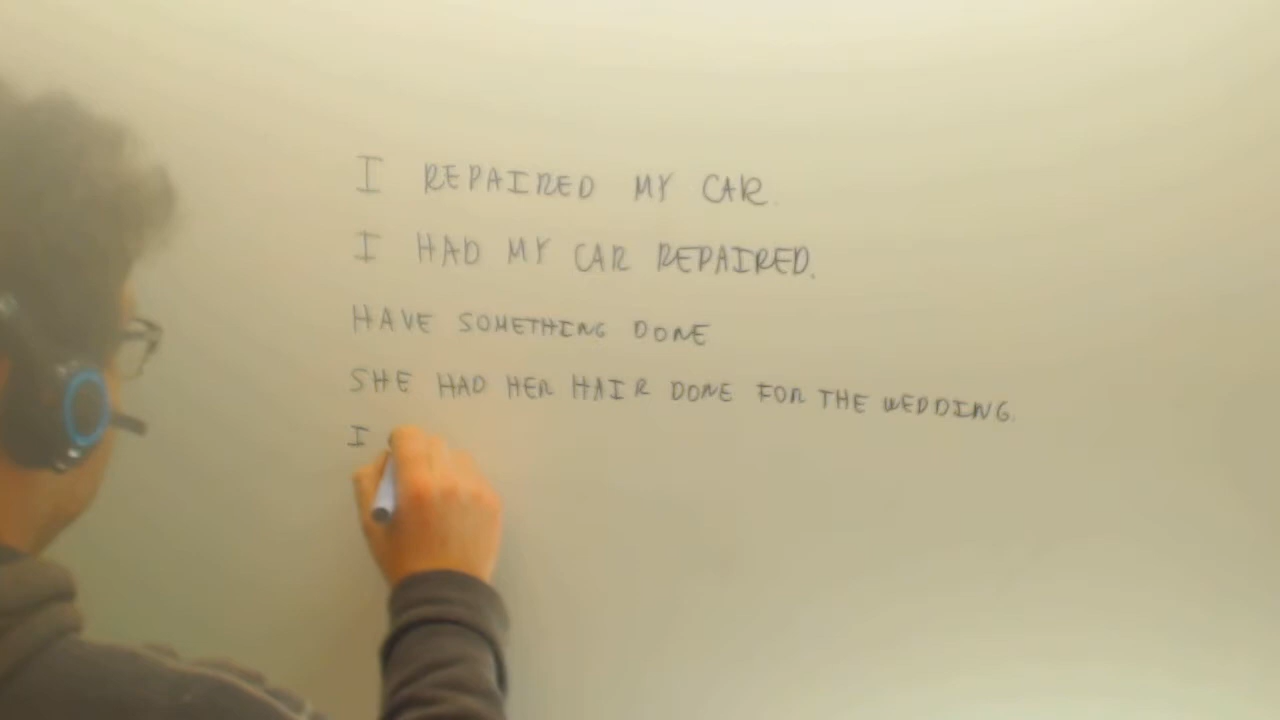 I REPAIRED MY CAR.
I HAD MY CAR REPAIRED.
HAVE SOMETHING DONE
SHE HAD HER HAIR DONE FOR THE WEDDING.
I